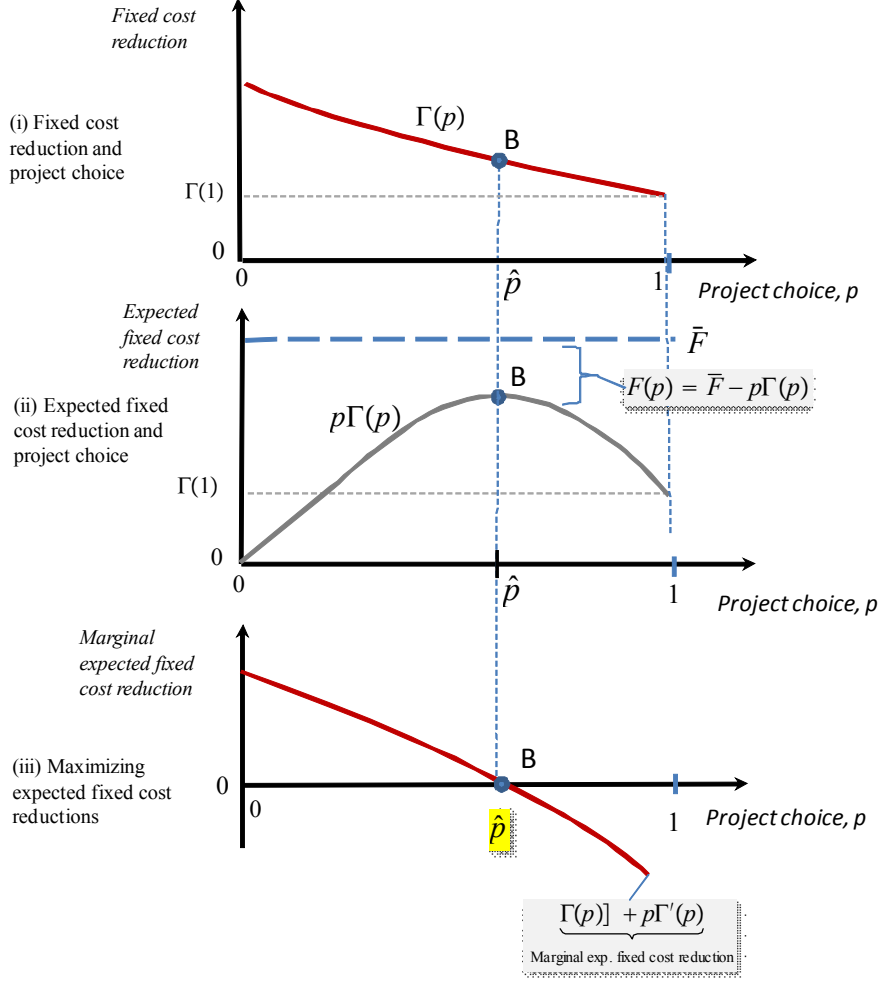 Fixed cost
reduction
(i) Fixed cost
reduction and
project choice
Γ(p)
B
Γ(1)
0
0
p̂
1
Project choice, p
Expected
fixed cost
reduction
F̄
B
F(p) = F̄ − pΓ(p)
(ii) Expected fixed
cost reduction and
project choice
pΓ(p)
Γ(1)
0
0
p̂
1
Project choice, p
Marginal
expected fixed
cost reduction
B
(iii) Maximizing
expected fixed cost
reductions
0
0
p̂
1
Project choice, p
Γ(p)] + pΓ'(p)
Marginal exp. fixed cost reduction